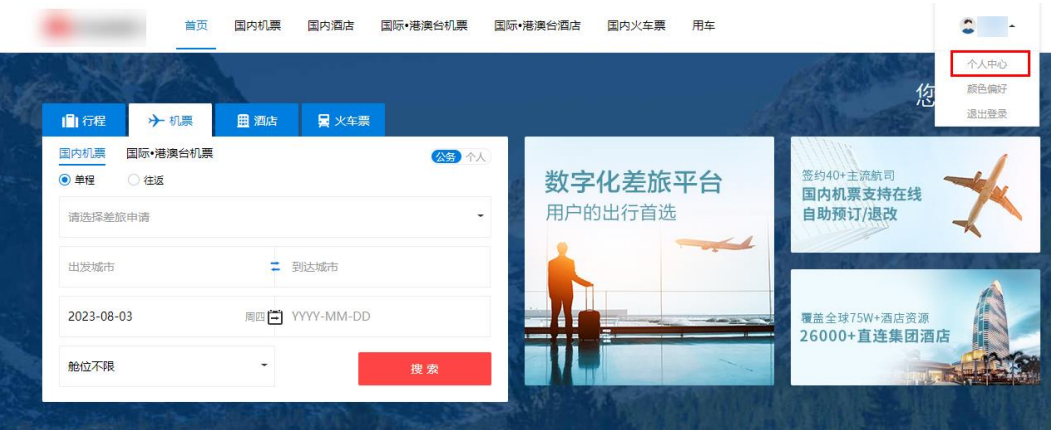 首页 国内机票 国内酒店 国际•港澳台机票 国际•港澳台酒店 国内火车票 用车
个人中心
颜色偏好
退出登录
您
行程 机票 酒店 火车票
国内机票 国际•港澳台机票 公务 个人
单程 往返
请选择差旅申请
出发城市 到达城市
2023-08-03 周四 YYYY-MM-DD
舱位不限 搜索
数字化差旅平台
用户的出行首选
签约40+主流航司
国内机票支持在线
自助预订/退改
覆盖全球75W+酒店资源
26000+直连集团酒店